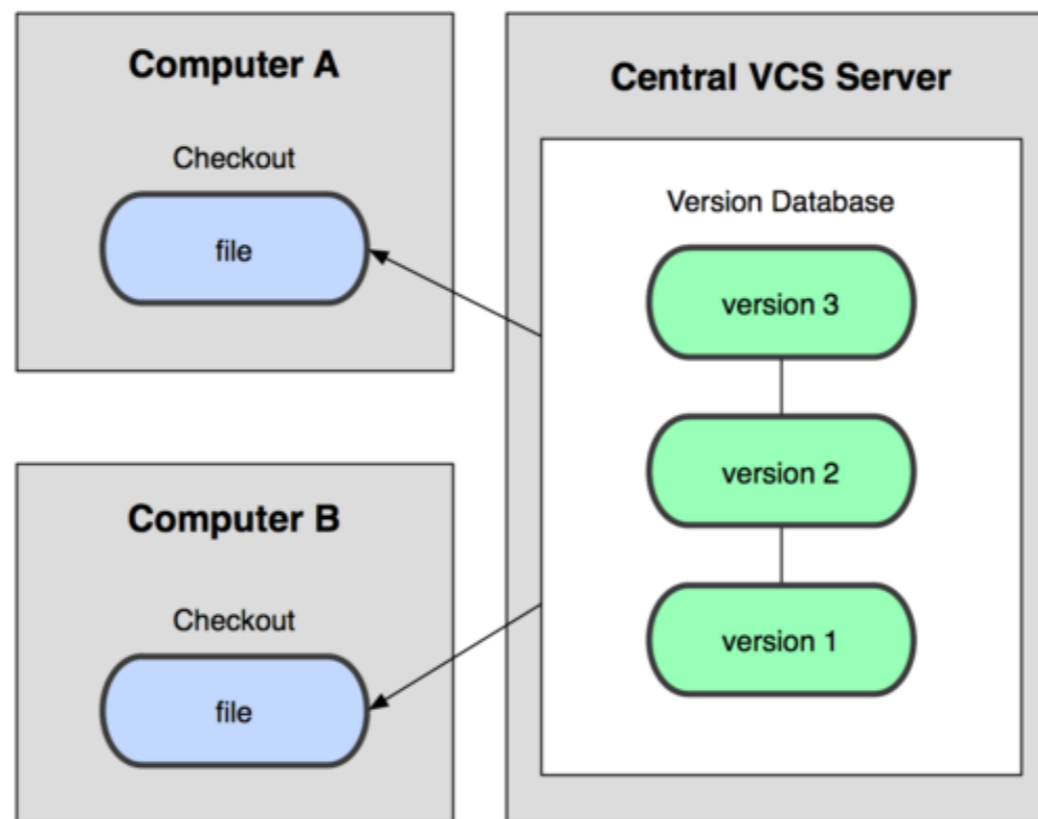 Computer A
Checkout
file
Computer B
Checkout
file
Central VCS Server
Version Database
version 3
version 2
version 1